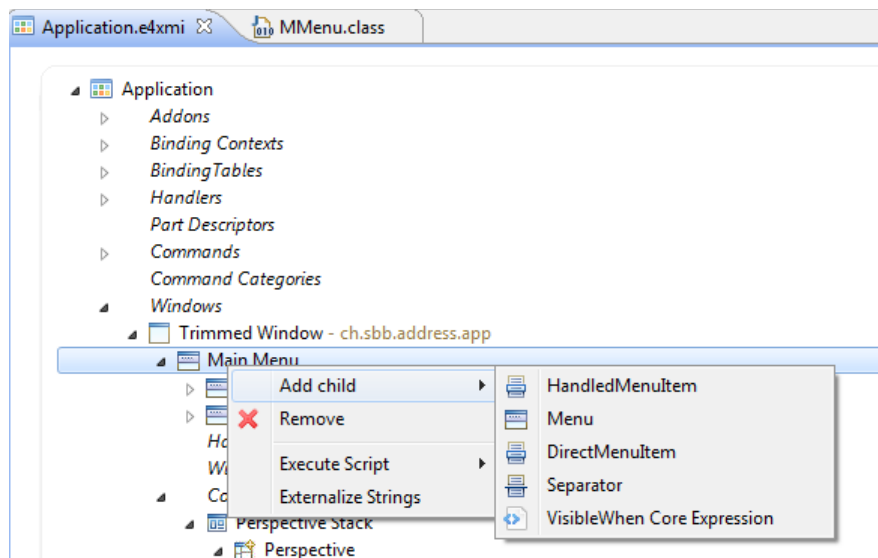 Application.e4xmi MMenu.class
Application
Addons
Binding Contexts
BindingTables
Handlers
Part Descriptors
Commands
Command Categories
Windows
Trimmed Window - ch.sbb.address.app
Main Menu
Add child HandledMenuItem
Remove Menu
DirectMenuItem
Execute Script Separator
Externalize Strings VisibleWhen Core Expression
Perspective Stack
Perspective